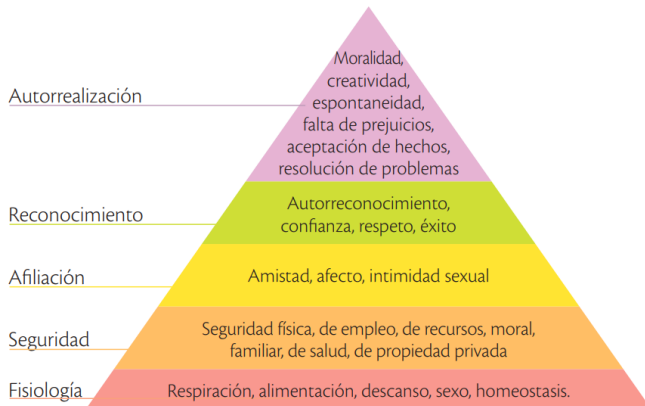 Autorrealización
Moralidad,
creatividad,
espontaneidad,
falta de prejuicios,
aceptación de hechos,
resolución de problemas
Reconocimiento
Autorreconocimiento,
confianza, respeto, éxito
Afiliación
Amistad, afecto, intimidad sexual
Seguridad
Seguridad física, de empleo, de recursos, moral,
familiar, de salud, de propiedad privada
Fisiología
Respiración, alimentación, descanso, sexo, homeostasis.